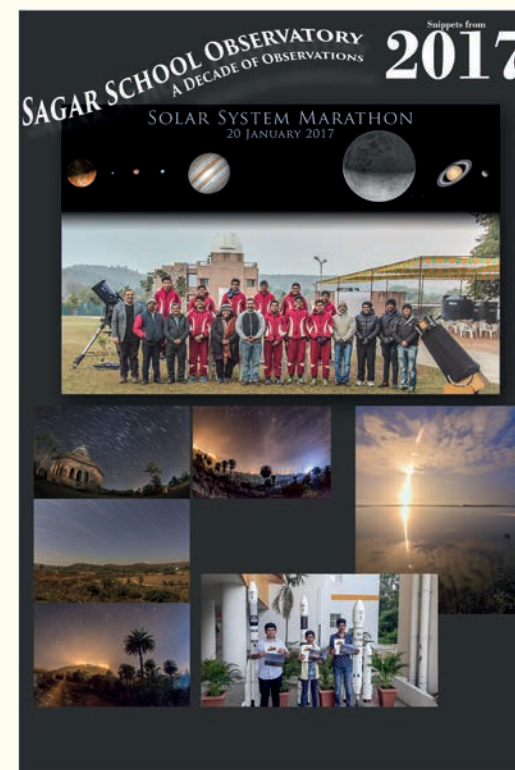 SAGAR SCHOOL OBSERVATORY
A DECADE OF OBSERVATIONS
Snippets from
2017
SOLAR SYSTEM MARATHON
20 JANUARY 2017